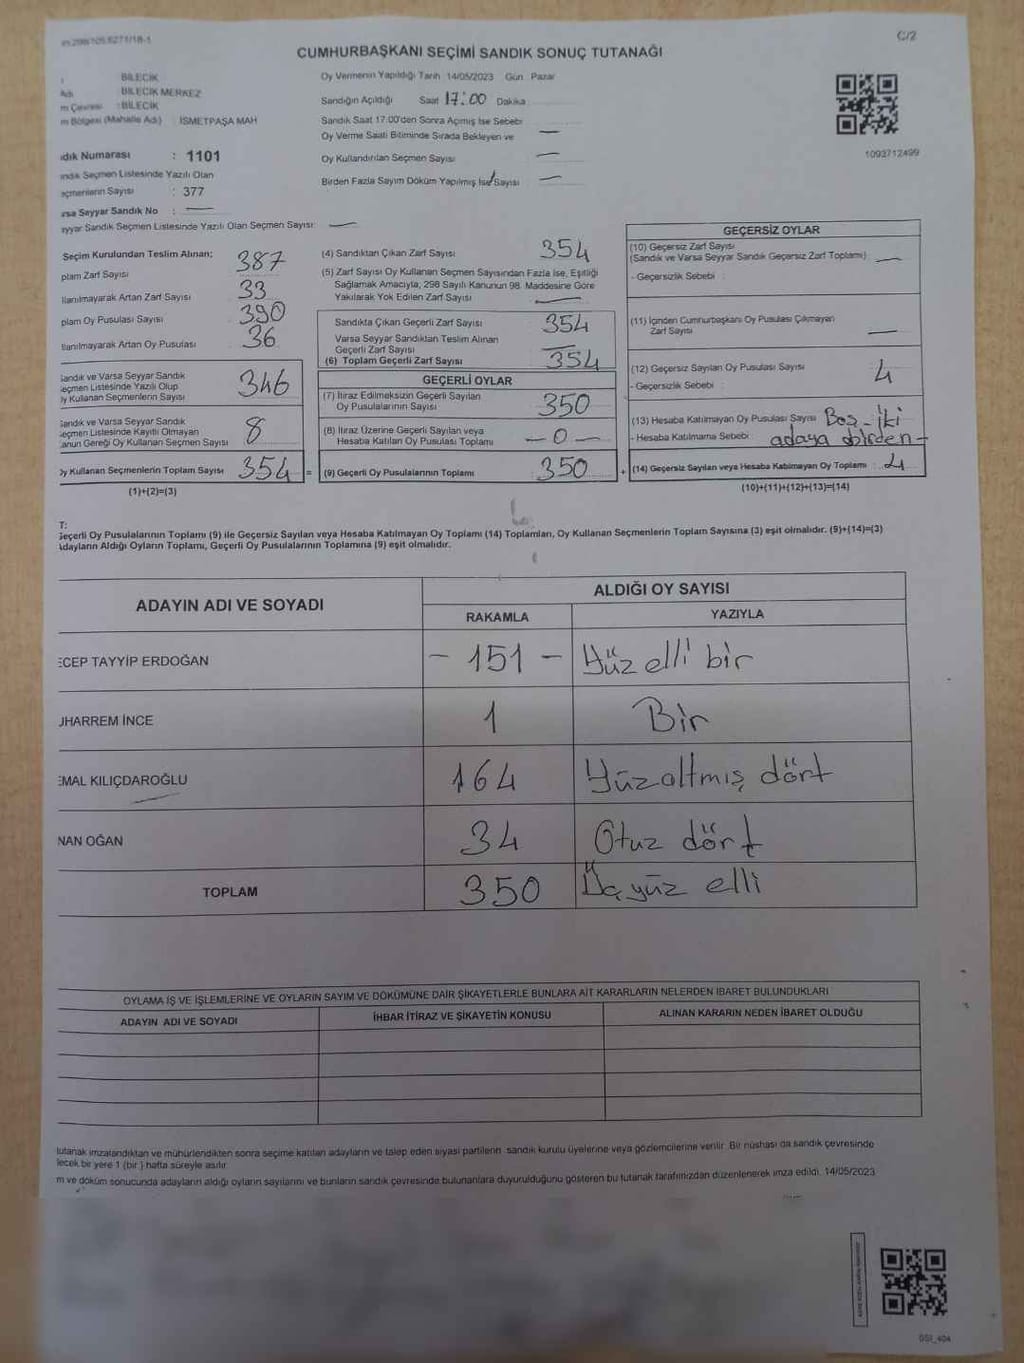 C/2
CUMHURBAŞKANI SEÇİMİ SANDIK SONUÇ TUTANAĞI
BİLECİK
BİLECİK MERKEZ
: BİLECİK
m Bölgesi (Mahalle Adı) : İSMETPAŞA MAH
Oy Vermenin Yapıldığı Tarih 14/05/2023 Gün Pazar
Sandığın Açıldığı Saat 17:00 Dakika
Sandık Saat 17:00'den Sonra Açmış İse Sebebi
Oy Verme Saati Bitiminde Sırada Bekleyen ve —
Oy Kullandırılan Seçmen Sayısı —
Birden Fazla Sayım Döküm Yapılmış İse Sayısı —
1093712499
dık Numarası : 1101
ındık Seçmen Listesinde Yazılı Olan
eçmenlerin Sayısı : 377
rsa Seyyar Sandık No : —
yyar Sandık Seçmen Listesinde Yazılı Olan Seçmen Sayısı: —
Seçim Kurulundan Teslim Alınan;
plam Zarf Sayısı 387
llanılmayarak Artan Zarf Sayısı 33
plam Oy Pusulası Sayısı 390
llanılmayarak Artan Oy Pusulası 36
Sandık ve Varsa Seyyar Sandık
eçmen Listesinde Yazılı Olup
y Kullanan Seçmenlerin Sayısı 346
Sandık ve Varsa Seyyar Sandık
eçmen Listesinde Kayıtlı Olmayan
anun Gereği Oy Kullanan Seçmen Sayısı 8
Oy Kullanan Seçmenlerin Toplam Sayısı 354 =
(1)+(2)=(3)
(4) Sandıktan Çıkan Zarf Sayısı 354
(5) Zarf Sayısı Oy Kullanan Seçmen Sayısından Fazla İse, Eşitliği
Sağlamak Amacıyla, 298 Sayılı Kanunun 98. Maddesine Göre
Yakılarak Yok Edilen Zarf Sayısı —
Sandıkta Çıkan Geçerli Zarf Sayısı 354
Varsa Seyyar Sandıktan Teslim Alınan
Geçerli Zarf Sayısı —
(6) Toplam Geçerli Zarf Sayısı 354
GEÇERLİ OYLAR
(7) İtiraz Edilmeksizin Geçerli Sayılan
Oy Pusulalarının Sayısı 350
(8) İtiraz Üzerine Geçerli Sayılan veya
Hesaba Katılan Oy Pusulası Toplamı — 0 —
(9) Geçerli Oy Pusulalarının Toplamı 350 +
GEÇERSİZ OYLAR
(10) Geçersiz Zarf Sayısı
(Sandık ve Varsa Seyyar Sandık Geçersiz Zarf Toplamı) —
- Geçersizlik Sebebi :
(11) İçinden Cumhurbaşkanı Oy Pusulası Çıkmayan
Zarf Sayısı —
(12) Geçersiz Sayılan Oy Pusulası Sayısı 4
- Geçersizlik Sebebi :
(13) Hesaba Katılmayan Oy Pusulası Sayısı Boş - iki
- Hesaba Katılmama Sebebi : adaya birden +
(14) Geçersiz Sayılan veya Hesaba Katılmayan Oy Toplamı : 4
(10)+(11)+(12)+(13)=(14)
T:
Geçerli Oy Pusulalarının Toplamı (9) ile Geçersiz Sayılan veya Hesaba Katılmayan Oy Toplamı (14) Toplamları, Oy Kullanan Seçmenlerin Toplam Sayısına (3) eşit olmalıdır. (9)+(14)=(3)
Adayların Aldığı Oyların Toplamı, Geçerli Oy Pusulalarının Toplamına (9) eşit olmalıdır.
ADAYIN ADI VE SOYADI
ALDIĞI OY SAYISI
RAKAMLA YAZIYLA
ECEP TAYYİP ERDOĞAN - 151 - Yüz elli bir
UHARREM İNCE 1 Bir
EMAL KILIÇDAROĞLU 164 Yüzaltmış dört
NAN OĞAN 34 Otuz dört
TOPLAM 350 Üçyüz elli
OYLAMA İŞ VE İŞLEMLERİNE VE OYLARIN SAYIM VE DÖKÜMÜNE DAİR ŞİKAYETLERLE BUNLARA AİT KARARLARIN NELERDEN İBARET BULUNDUKLARI
ADAYIN ADI VE SOYADI İHBAR İTİRAZ VE ŞİKAYETİN KONUSU ALINAN KARARIN NEDEN İBARET OLDUĞU
tutanak imzalandıktan ve mühürlendikten sonra seçime katılan adayların ve talep eden siyasi partilerin sandık kurulu üyelerine veya gözlemcilerine verilir. Bir nüshası da sandık çevresinde
lecek bir yere 1 (bir) hafta süreyle asılır.
m ve döküm sonucunda adayların aldığı oyların sayılarını ve bunların sandık çevresinde bulunanlara duyurulduğunu gösteren bu tutanak tarafımızdan düzenlenerek imza edildi. 14/05/2023